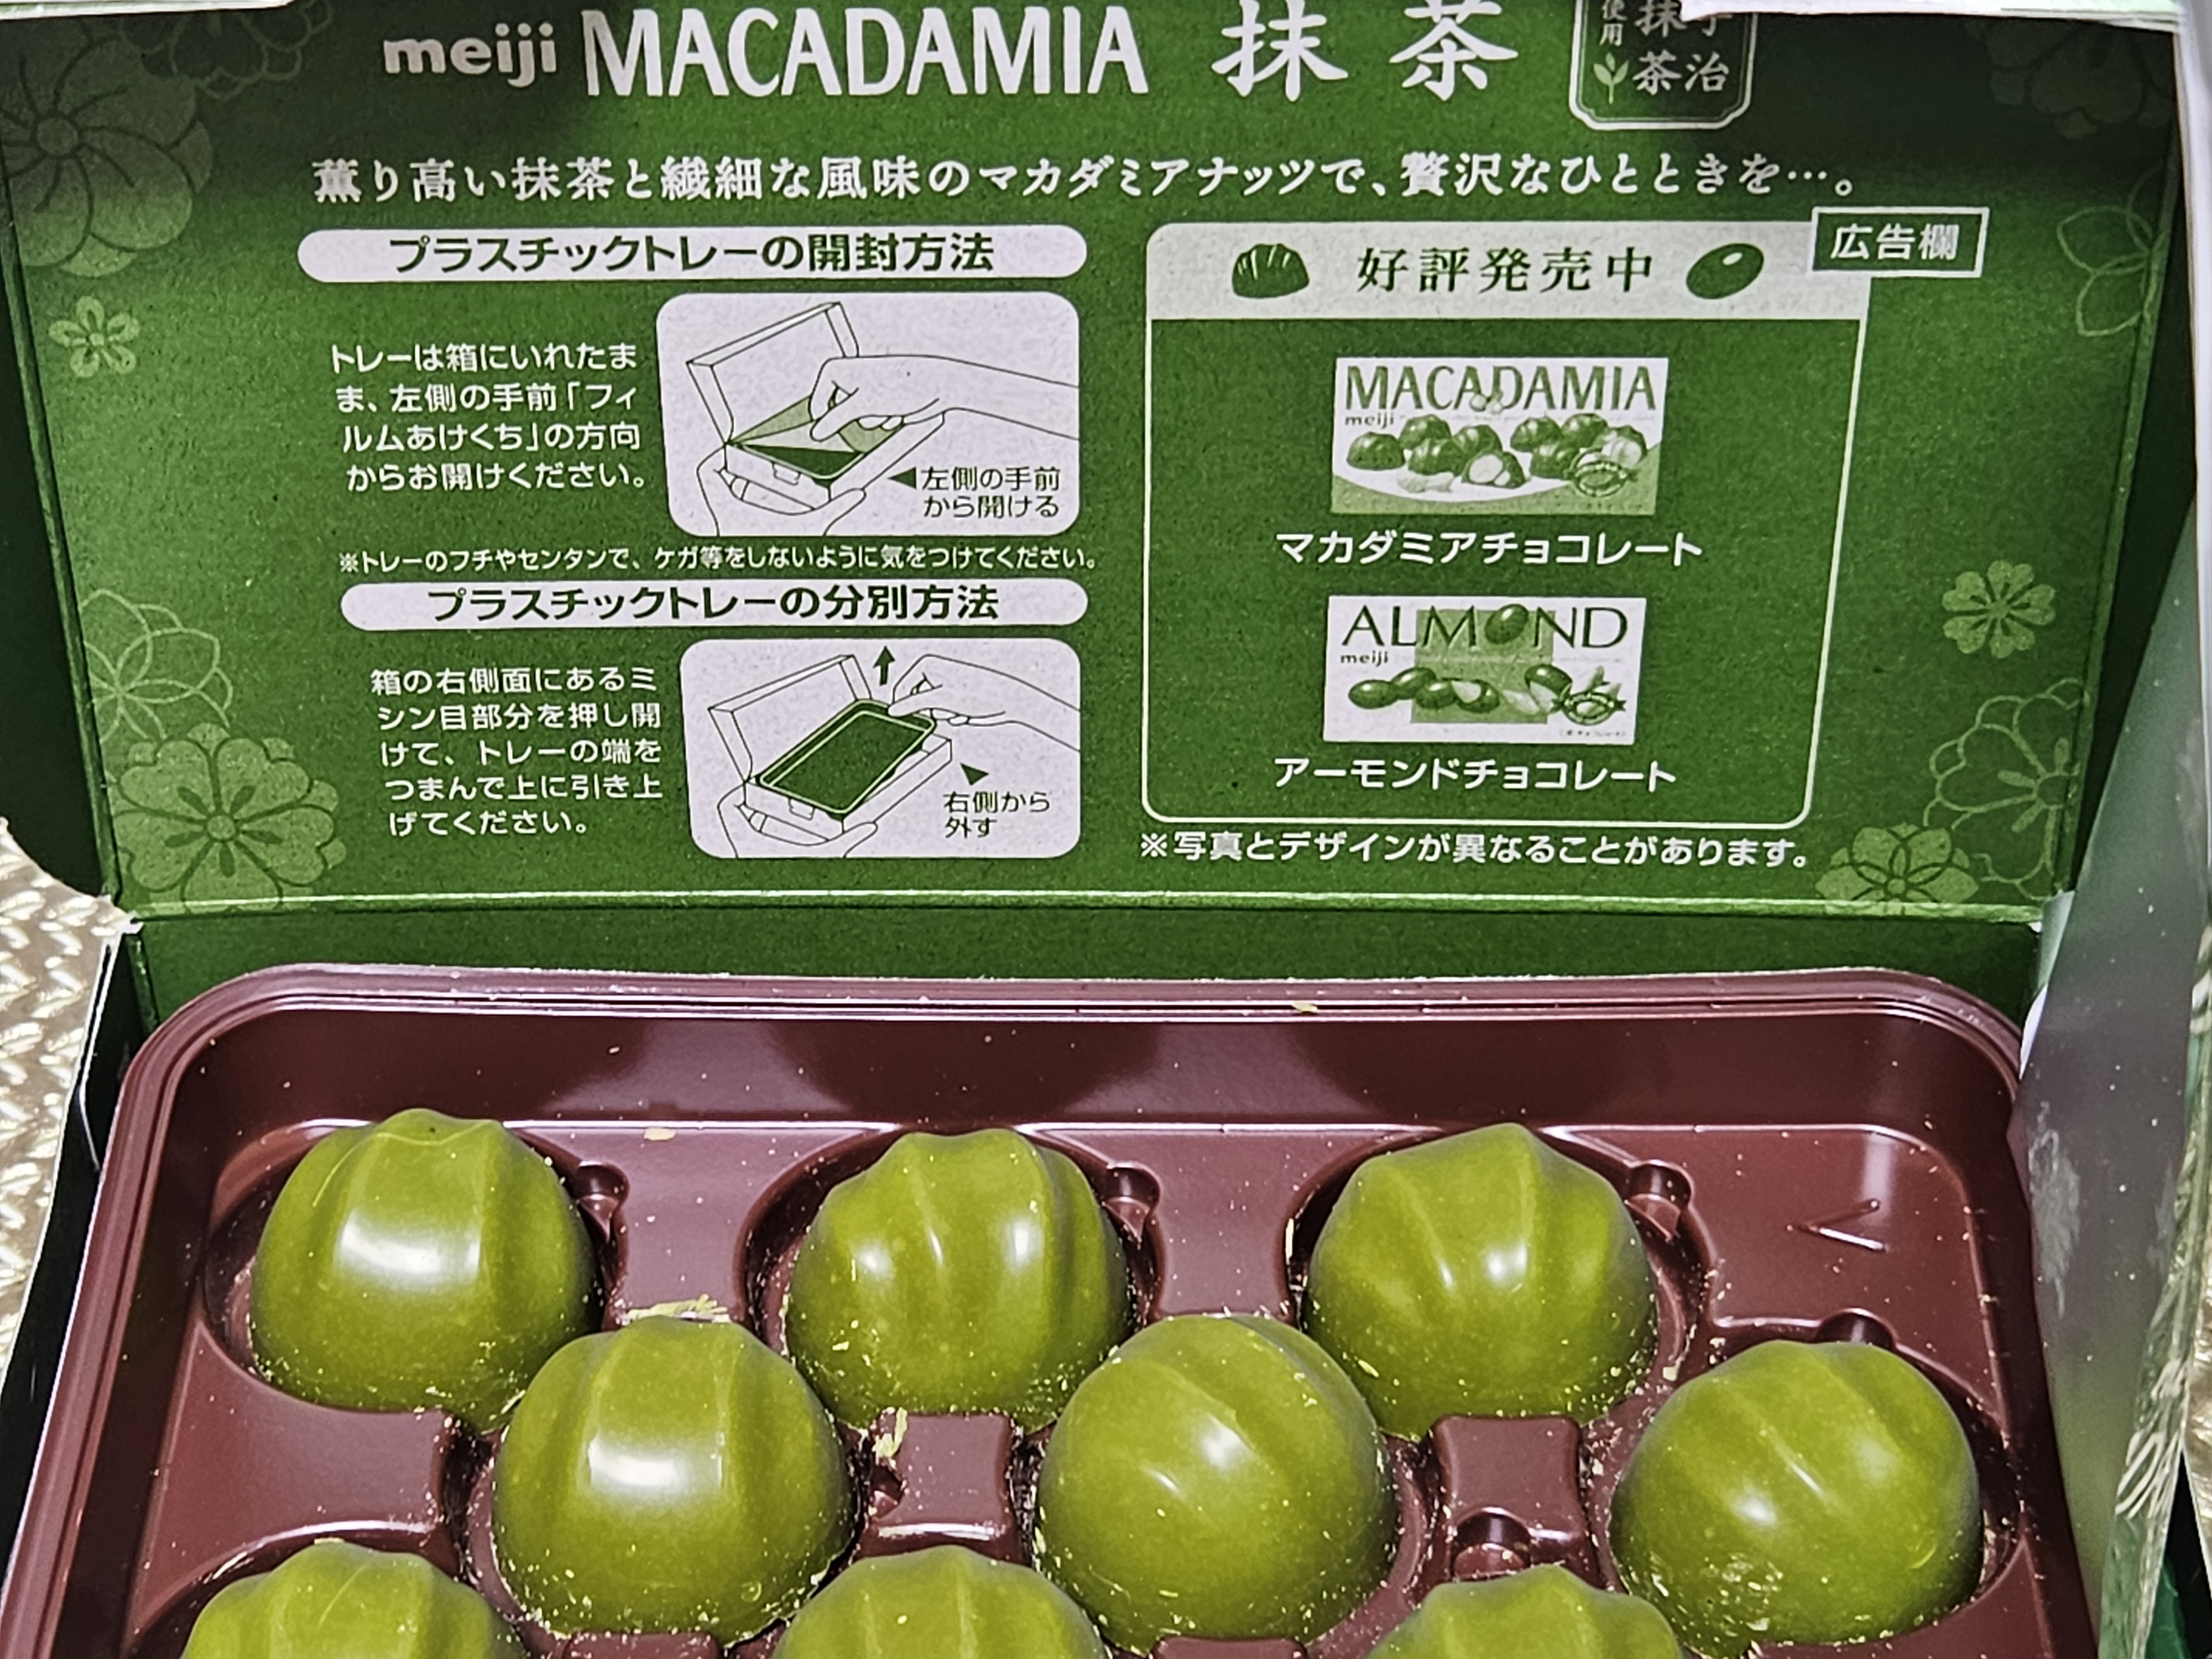 meiji MACADAMIA 抹茶
使用
抹茶
宇治
薫り高い抹茶と繊細な風味のマカダミアナッツで、贅沢なひとときを…。
プラスチックトレーの開封方法
トレーは箱にいれたま
ま、左側の手前「フィ
ルムあけくち」の方向
からお開けください。
◀左側の手前
から開ける
※トレーのフチやセンタンで、ケガ等をしないように気をつけてください。
プラスチックトレーの分別方法
箱の右側面にあるミ
シン目部分を押し開
けて、トレーの端を
つまんで上に引き上
げてください。
右側から
外す
広告欄
好評発売中
MACADAMIA
meiji
マカダミアチョコレート
ALMOND
meiji
アーモンドチョコレート
※写真とデザインが異なることがあります。